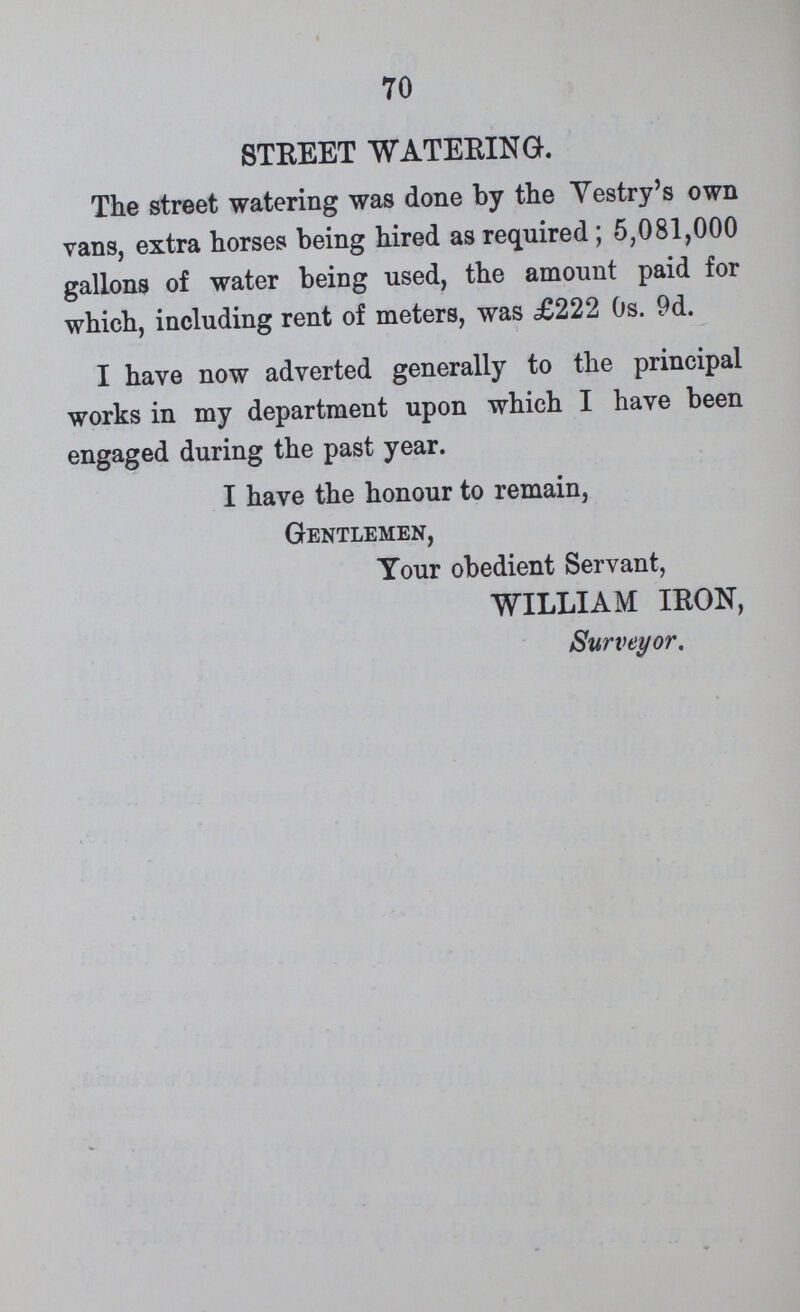 70
STREET WATERING.
The street watering was done by the Vestry's own
vans, extra horses being hired as required; 5,081,000
gallons of water being used, the amount paid for
which, including rent of meters, was £222 0s. 9d.
I have now adverted generally to the principal
works in my department upon which I have been
engaged during the past year.
I have the honour to remain,
GENTLEMEN,
Your obedient Servant,
WILLIAM IRON,
Surveyor.